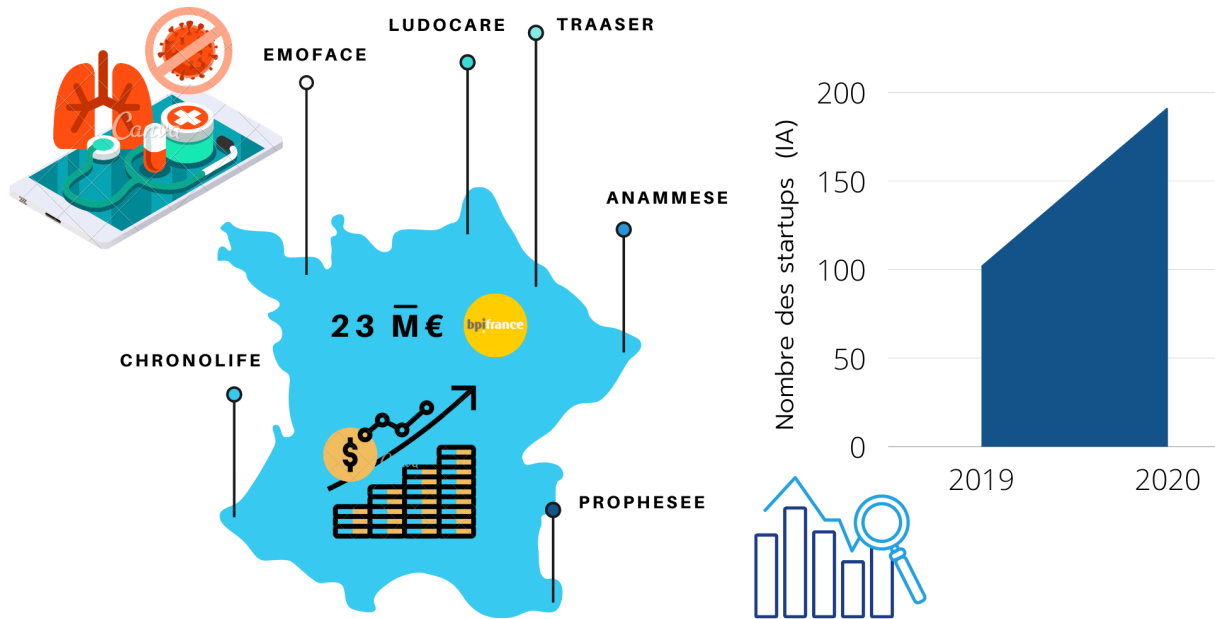 LUDOCARE
TRAASER
EMOFACE
Canva
ANAMMESE
23 M̅€
bpifrance
CHRONOLIFE
$
PROPHESEE
Nombre des startups (IA)
200
150
100
50
0
2019
2020